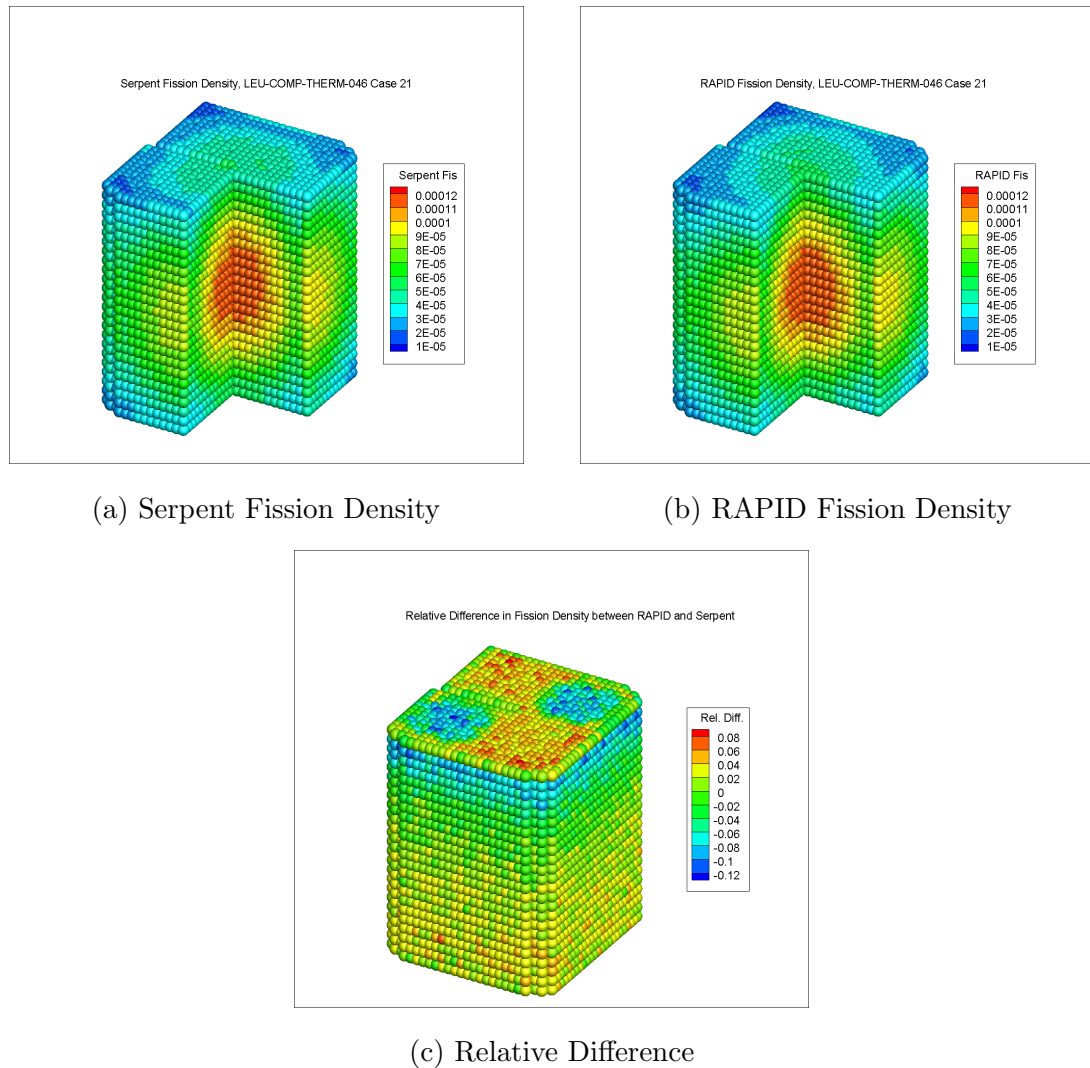 Serpent Fission Density, LEU-COMP-THERM-046 Case 21
Serpent Fis
0.00012
0.00011
0.0001
9E-05
8E-05
7E-05
6E-05
5E-05
4E-05
3E-05
2E-05
1E-05
(a) Serpent Fission Density
RAPID Fission Density, LEU-COMP-THERM-046 Case 21
RAPID Fis
0.00012
0.00011
0.0001
9E-05
8E-05
7E-05
6E-05
5E-05
4E-05
3E-05
2E-05
1E-05
(b) RAPID Fission Density
Relative Difference in Fission Density between RAPID and Serpent
Rel. Diff.
0.08
0.06
0.04
0.02
0
-0.02
-0.04
-0.06
-0.08
-0.1
-0.12
(c) Relative Difference